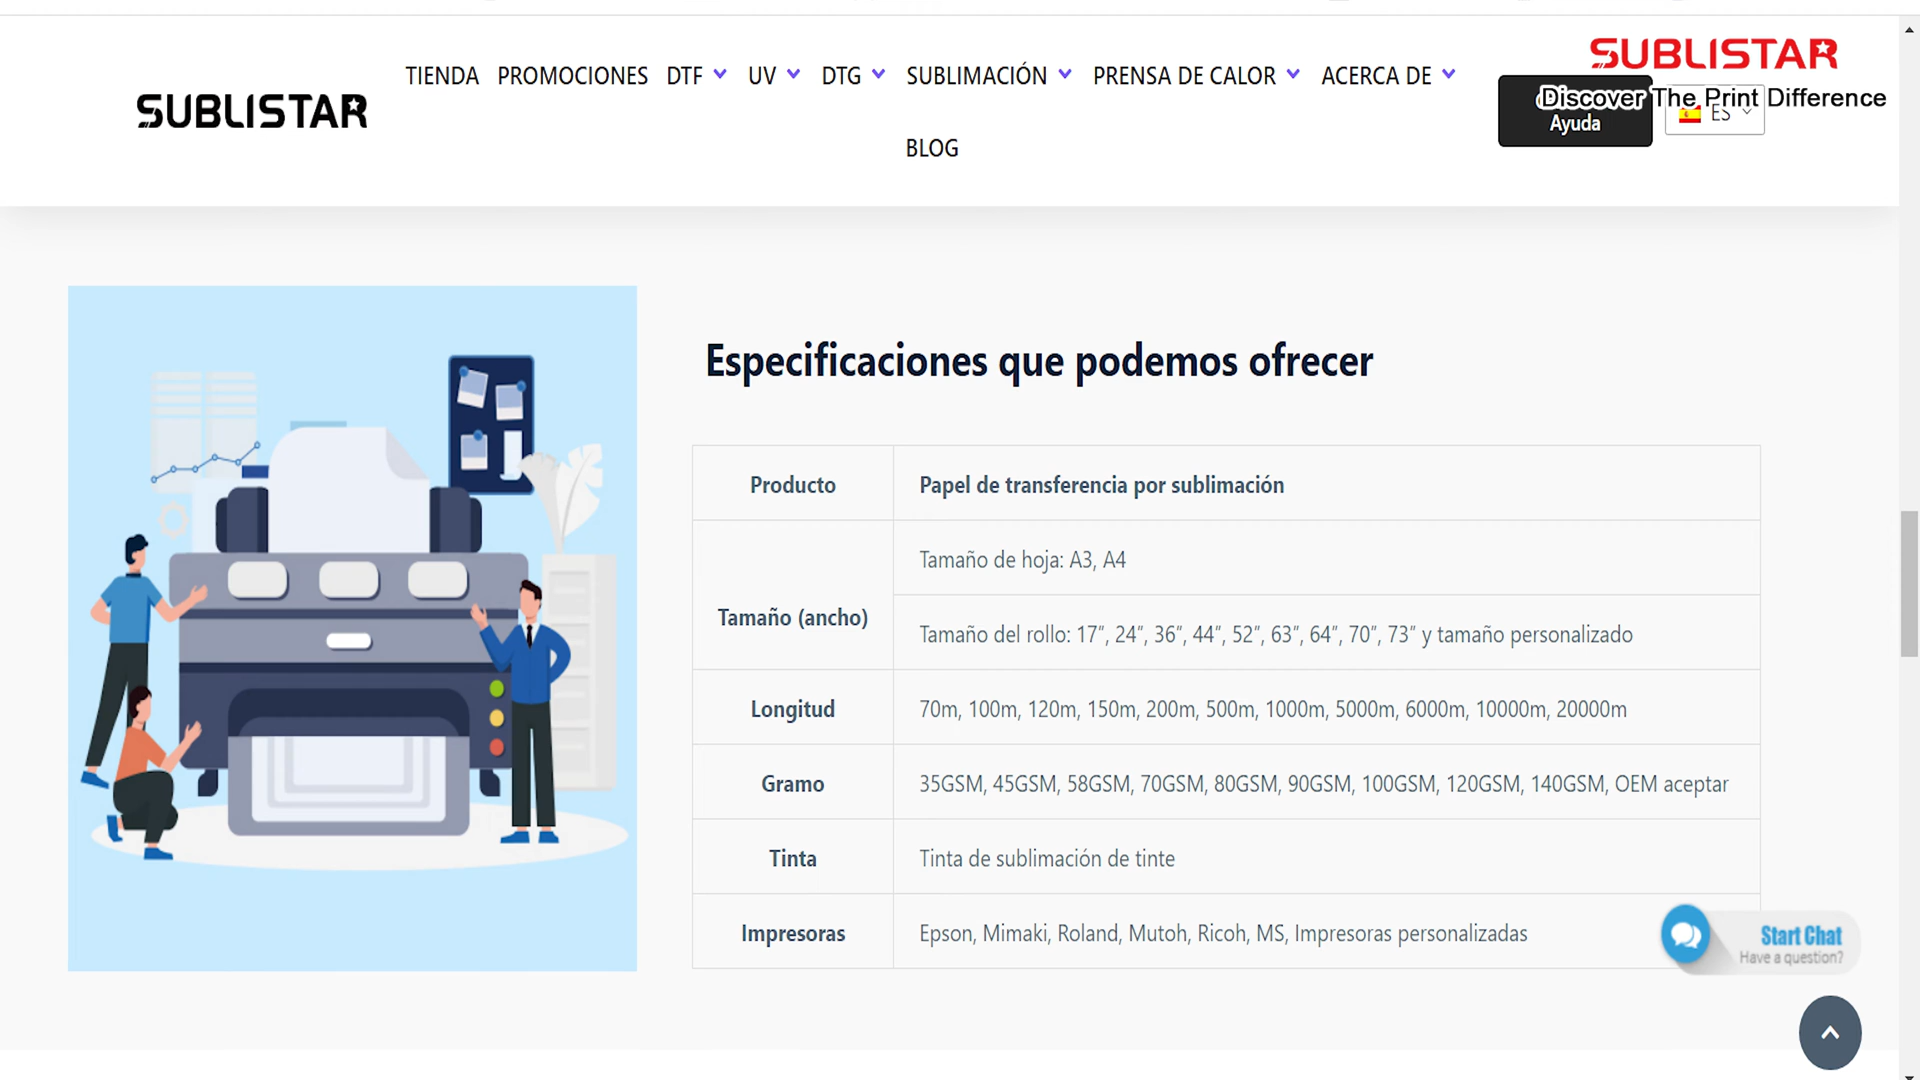 SUBLISTAR
TIENDA PROMOCIONES DTF UV DTG SUBLIMACIÓN PRENSA DE CALOR ACERCA DE
BLOG
SUBLISTAR
Discover The Print Difference
Ayuda
ES
Especificaciones que podemos ofrecer
Producto Papel de transferencia por sublimación
Tamaño (ancho) Tamaño de hoja: A3, A4
Tamaño del rollo: 17″, 24″, 36″, 44″, 52″, 63″, 64″, 70″, 73″ y tamaño personalizado
Longitud 70m, 100m, 120m, 150m, 200m, 500m, 1000m, 5000m, 6000m, 10000m, 20000m
Gramo 35GSM, 45GSM, 58GSM, 70GSM, 80GSM, 90GSM, 100GSM, 120GSM, 140GSM, OEM aceptar
Tinta Tinta de sublimación de tinte
Impresoras Epson, Mimaki, Roland, Mutoh, Ricoh, MS, Impresoras personalizadas
Start Chat
Have a question?